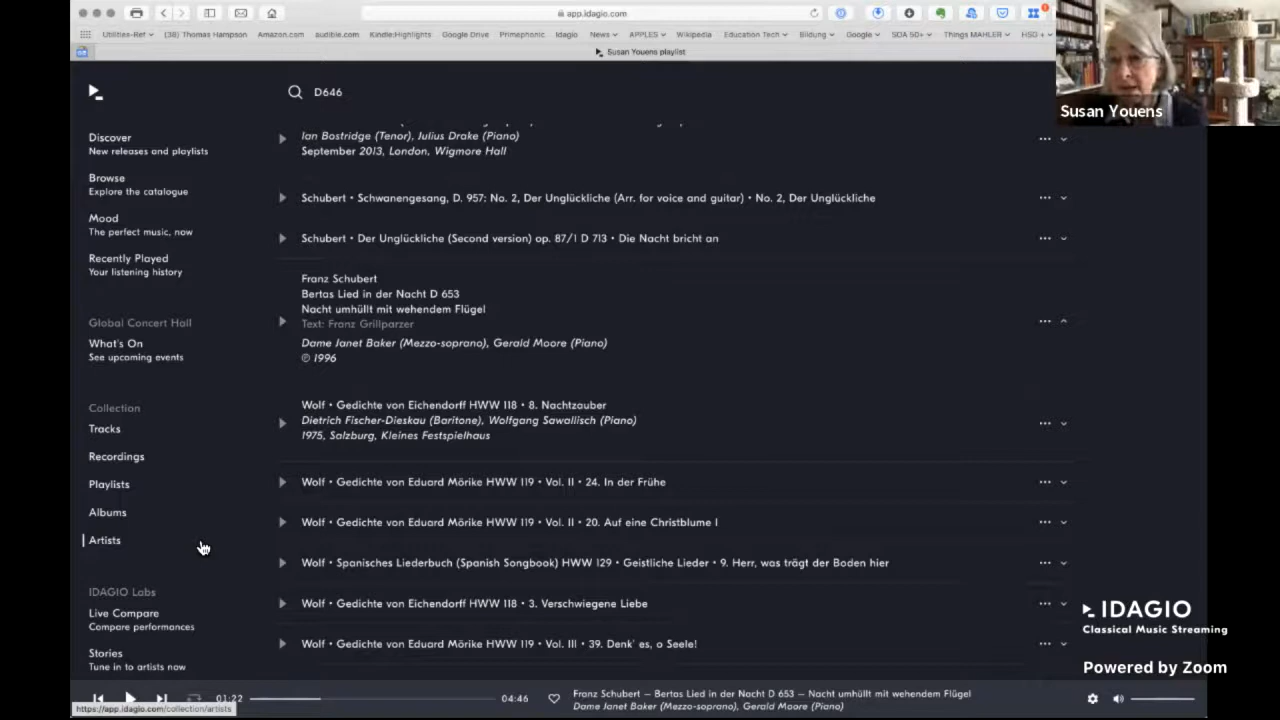 app.idagio.com
Utilities-Ref
(38) Thomas Hampson
Amazon.com
audible.com
Kindle:Highlights
Google Drive
Primephonic
Idagio
News
APPLES
Wikipedia
Education Tech
Bildung
Google
SDA 50+
Things MAHLER
HSD +
Susan Youens playlist
Susan Youens
D646
Discover
New releases and playlists
Browse
Explore the catalogue
Mood
The perfect music, now
Recently Played
Your listening history
Global Concert Hall
What's On
See upcoming events
Collection
Tracks
Recordings
Playlists
Albums
Artists
IDAGIO Labs
Live Compare
Compare performances
Stories
Tune in to artists now
Ian Bostridge (Tenor), Julius Drake (Piano)
September 2013, London, Wigmore Hall
Schubert • Schwanengesang, D. 957: No. 2, Der Unglückliche (Arr. for voice and guitar) • No. 2, Der Unglückliche
Schubert • Der Unglückliche (Second version) op. 87/1 D 713 • Die Nacht bricht an
Franz Schubert
Bertas Lied in der Nacht D 653
Nacht umhüllt mit wehendem Flügel
Text: Franz Grillparzer
Dame Janet Baker (Mezzo-soprano), Gerald Moore (Piano)
℗ 1996
Wolf • Gedichte von Eichendorff HWW 118 • 8. Nachtzauber
Dietrich Fischer-Dieskau (Baritone), Wolfgang Sawallisch (Piano)
1975, Salzburg, Kleines Festspielhaus
Wolf • Gedichte von Eduard Mörike HWW 119 • Vol. II • 24. In der Frühe
Wolf • Gedichte von Eduard Mörike HWW 119 • Vol. II • 20. Auf eine Christblume I
Wolf • Spanisches Liederbuch (Spanish Songbook) HWW 129 • Geistliche Lieder • 9. Herr, was trägt der Boden hier
Wolf • Gedichte von Eichendorff HWW 118 • 3. Verschwiegene Liebe
Wolf • Gedichte von Eduard Mörike HWW 119 • Vol. III • 39. Denk' es, o Seele!
IDAGIO
Classical Music Streaming
Powered by Zoom
01:22
04:46
Franz Schubert – Bertas Lied in der Nacht D 653 – Nacht umhüllt mit wehendem Flügel
Dame Janet Baker (Mezzo-soprano), Gerald Moore (Piano)
https://app.idagio.com/collection/artists